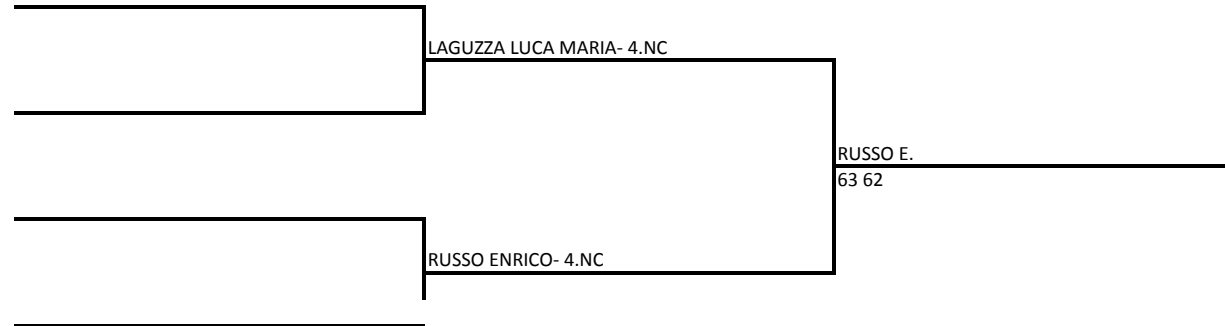 LAGUZZA LUCA MARIA- 4.NC
RUSSO E.
63 62
RUSSO ENRICO- 4.NC